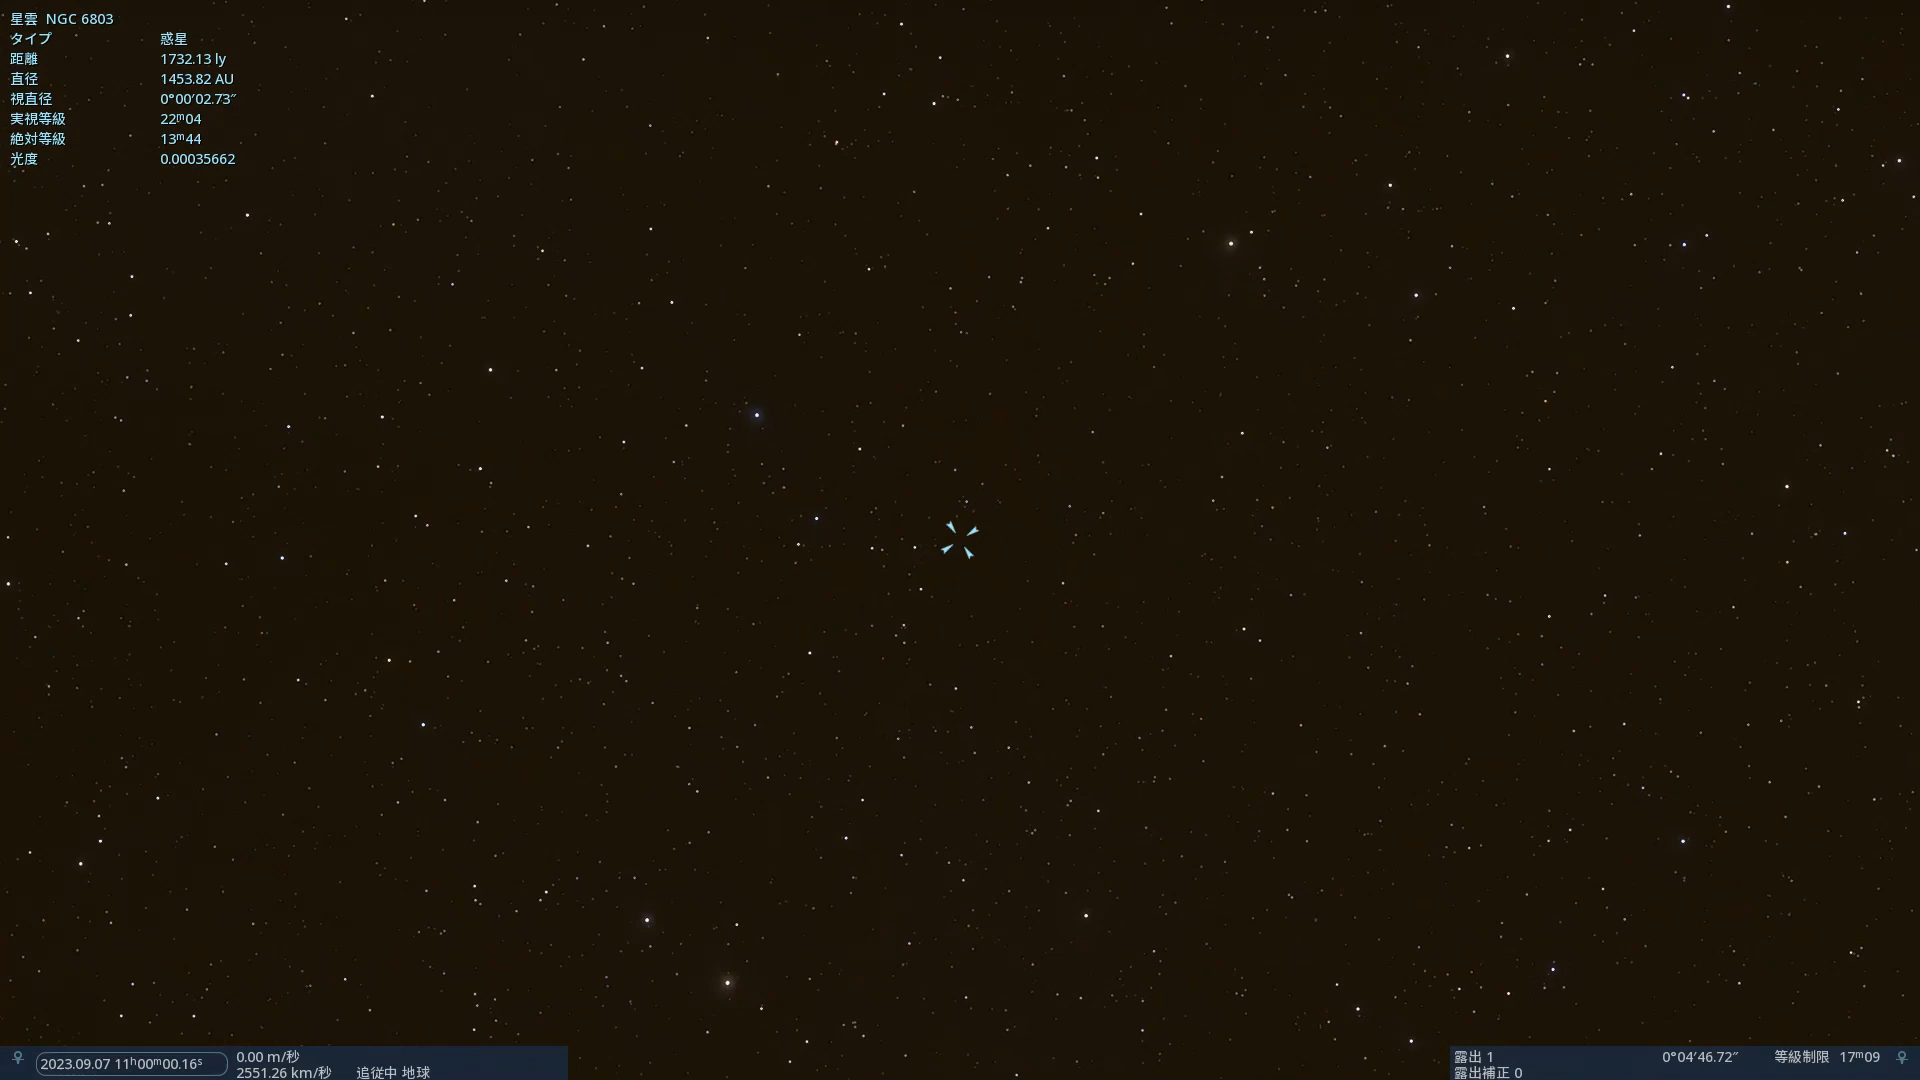 星雲 NGC 6803
タイプ 惑星
距離 1732.13 ly
直径 1453.82 AU
視直径 0°00′02.73″
実視等級 22ᵐ04
絶対等級 13ᵐ44
光度 0.00035662
2023.09.07 11ʰ00ᵐ00.16ˢ
0.00 m/秒
2551.26 km/秒 追従中 地球
露出 1 0°04′46.72″ 等級制限 17ᵐ09
露出補正 0